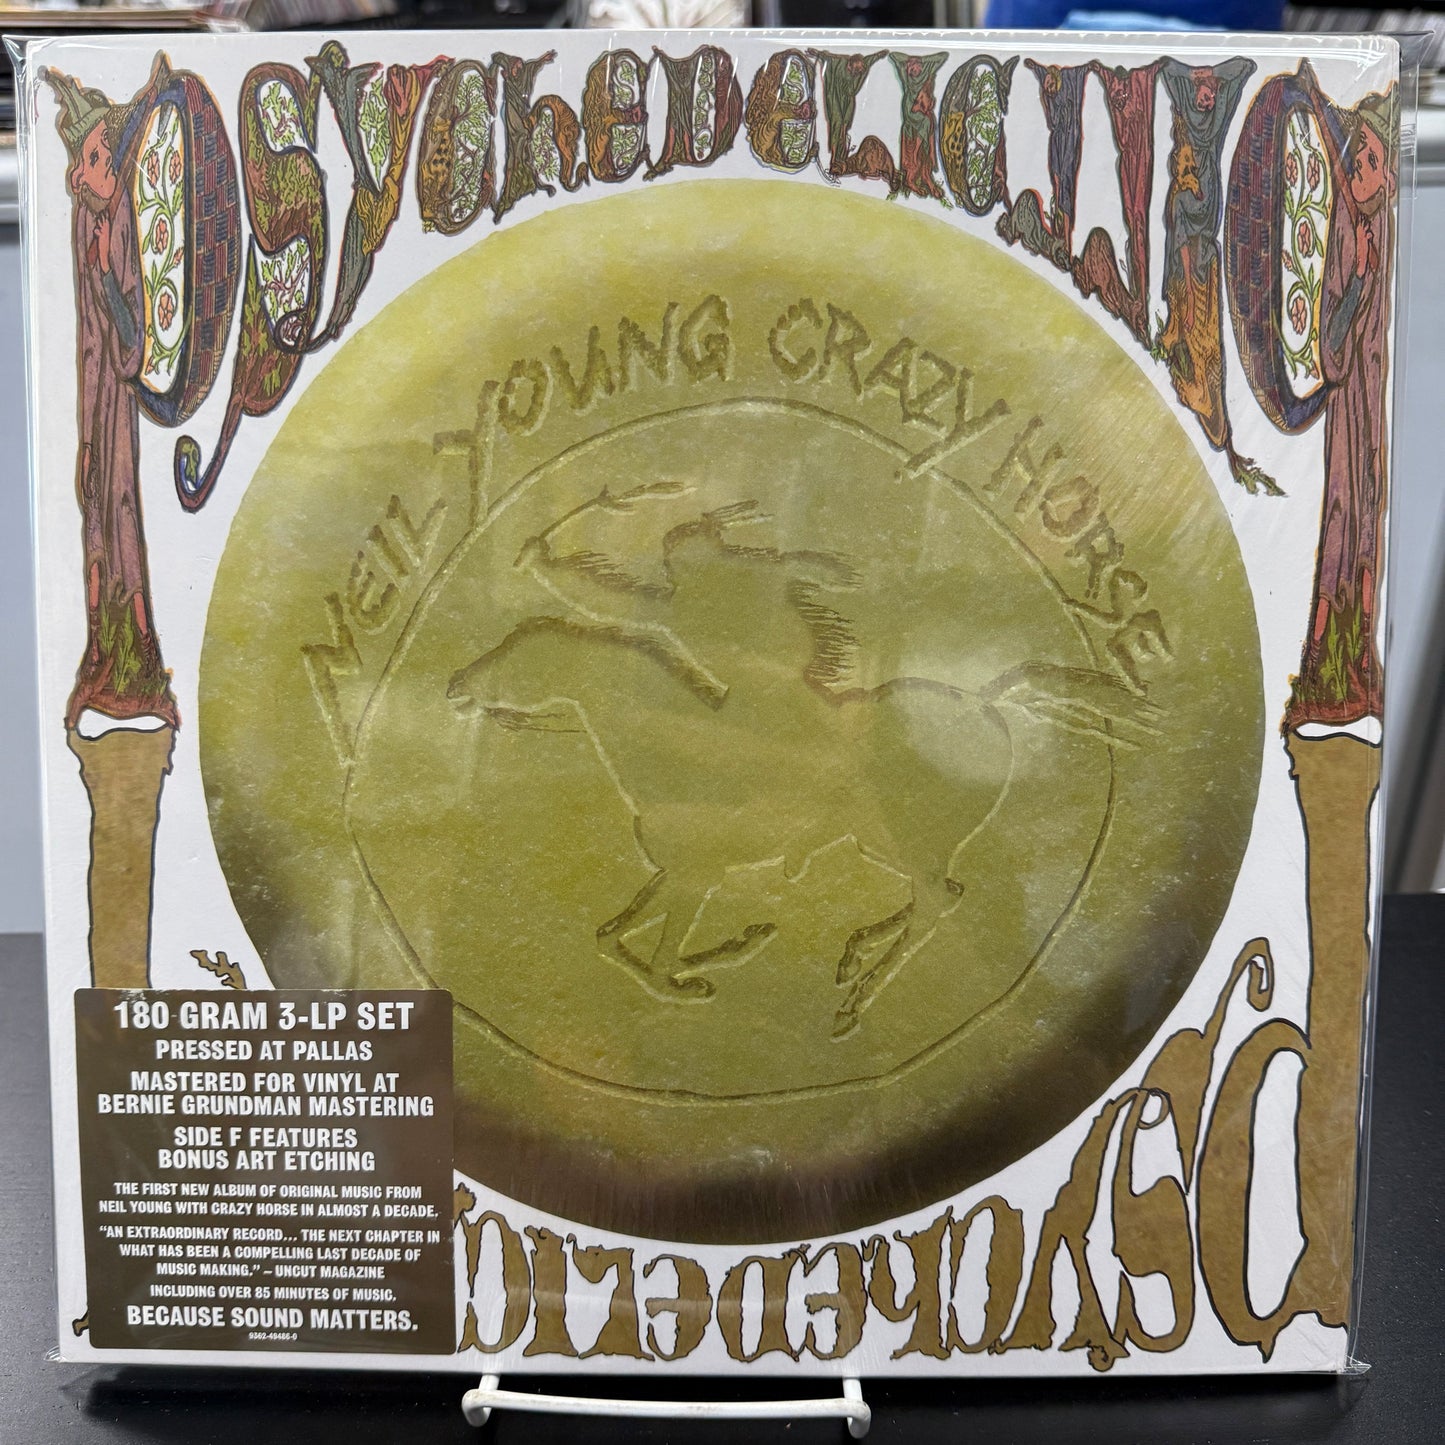 PSYCHEDELIC PILL
NEIL YOUNG CRAZY HORSE
180 GRAM 3-LP SET
PRESSED AT PALLAS
MASTERED FOR VINYL AT
BERNIE GRUNDMAN MASTERING
SIDE F FEATURES
BONUS ART ETCHING
THE FIRST NEW ALBUM OF ORIGINAL MUSIC FROM
NEIL YOUNG WITH CRAZY HORSE IN ALMOST A DECADE.
“AN EXTRAORDINARY RECORD... THE NEXT CHAPTER IN
WHAT HAS BEEN A COMPELLING LAST DECADE OF
MUSIC MAKING.” – UNCUT MAGAZINE
INCLUDING OVER 85 MINUTES OF MUSIC.
BECAUSE SOUND MATTERS.
9362-49486-0
PSYCHEDELIC